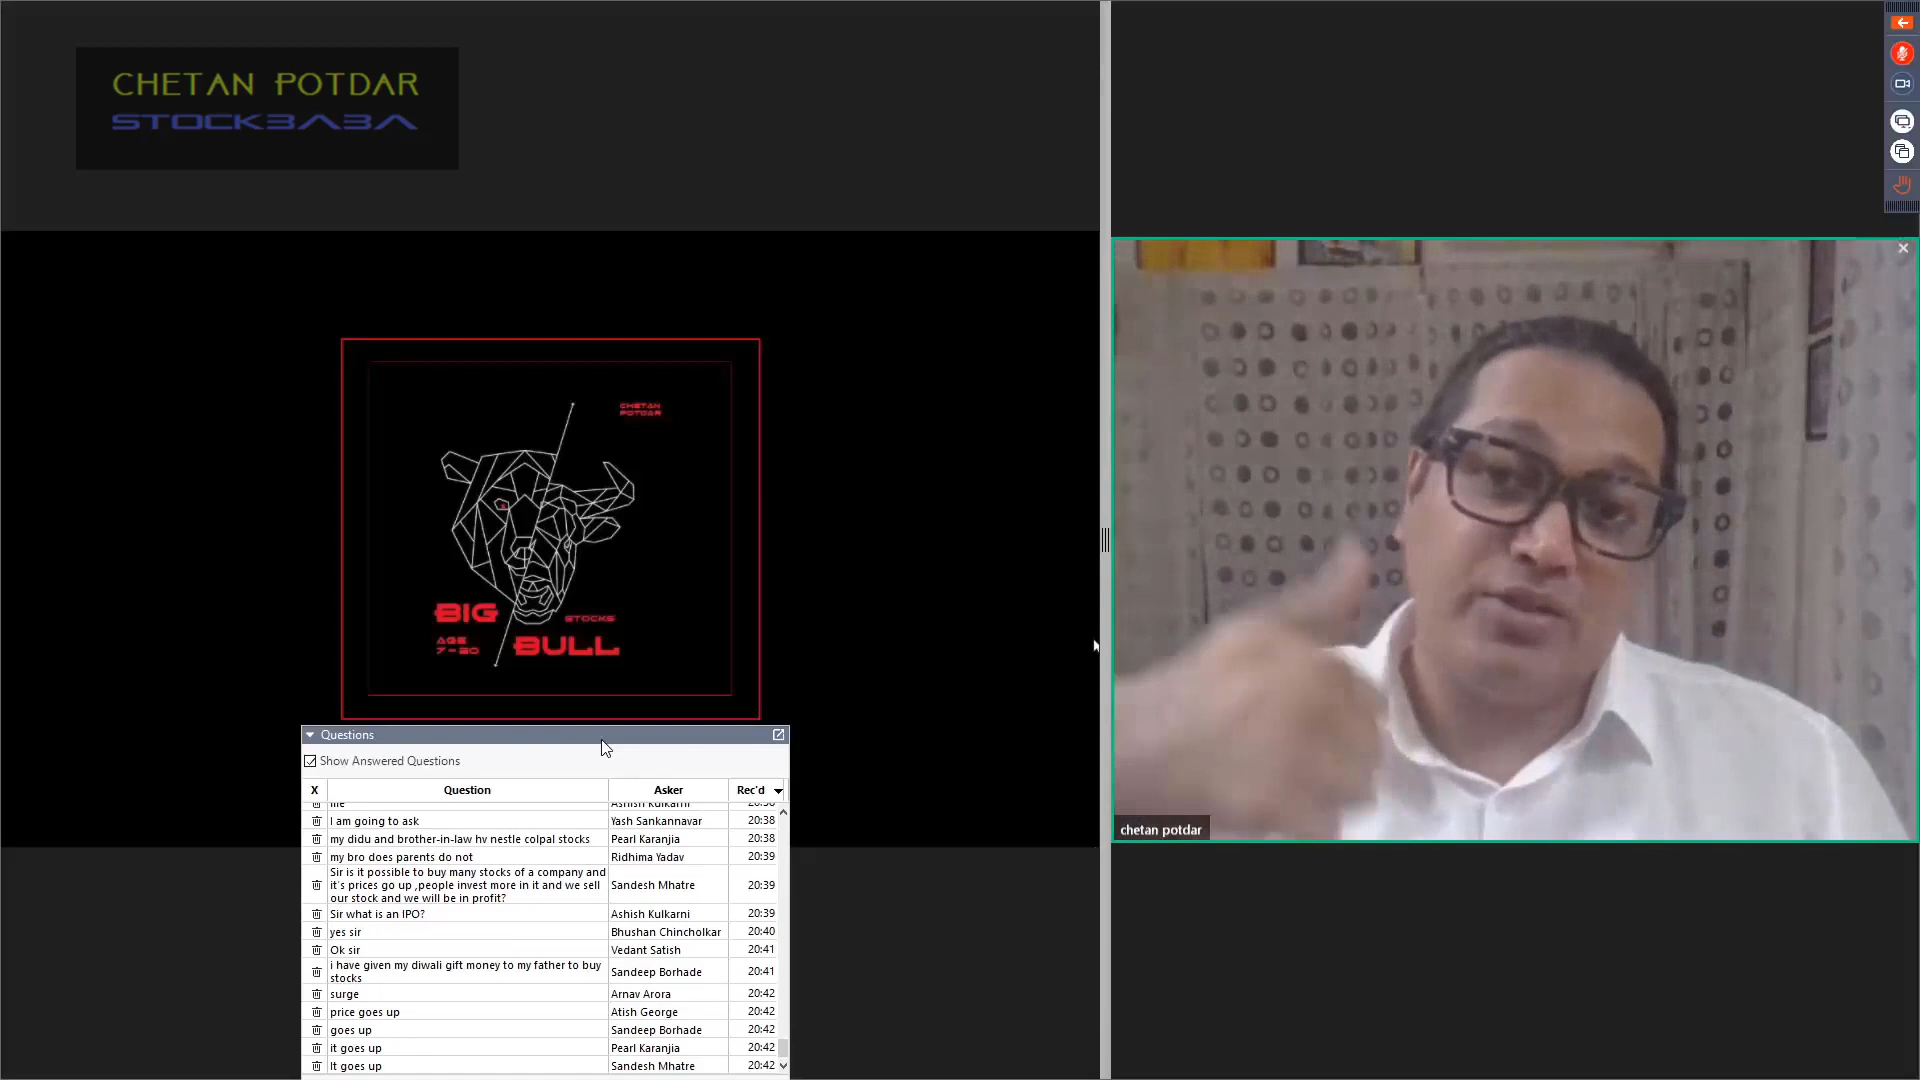 CHETAN POTDAR
STOCKBABA
CHETAN
POTDAR
BIG
STOCKS
AGE
7-20
BULL
Questions
Show Answered Questions
X Question Asker Rec'd
me Ashish Kulkarni
I am going to ask Yash Sankannavar 20:38
my didu and brother-in-law hv nestle colpal stocks Pearl Karanjia 20:38
my bro does parents do not Ridhima Yadav 20:39
Sir is it possible to buy many stocks of a company and
it's prices go up ,people invest more in it and we sell Sandesh Mhatre 20:39
our stock and we will be in profit?
Sir what is an IPO? Ashish Kulkarni 20:39
yes sir Bhushan Chincholkar 20:40
Ok sir Vedant Satish 20:41
i have given my diwali gift money to my father to buy
stocks Sandeep Borhade 20:41
surge Arnav Arora 20:42
price goes up Atish George 20:42
goes up Sandeep Borhade 20:42
it goes up Pearl Karanjia 20:42
It goes up Sandesh Mhatre 20:42
chetan potdar